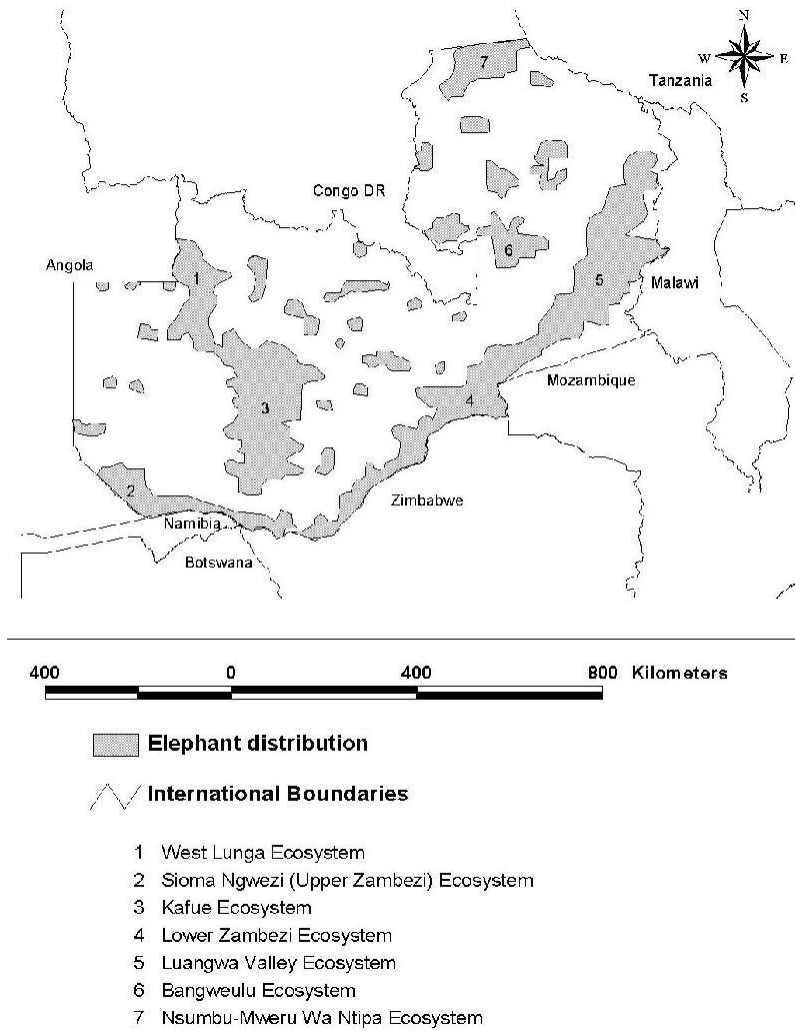 N
W E
S
7
Tanzania
Congo DR
6
Angola
1
5
Malawi
Mozambique
3
4
2
Zimbabwe
Namibia
Botswana
400 0 400 800 Kilometers
Elephant distribution
International Boundaries
1 West Lunga Ecosystem
2 Sioma Ngwezi (Upper Zambezi) Ecosystem
3 Kafue Ecosystem
4 Lower Zambezi Ecosystem
5 Luangwa Valley Ecosystem
6 Bangweulu Ecosystem
7 Nsumbu-Mweru Wa Ntipa Ecosystem